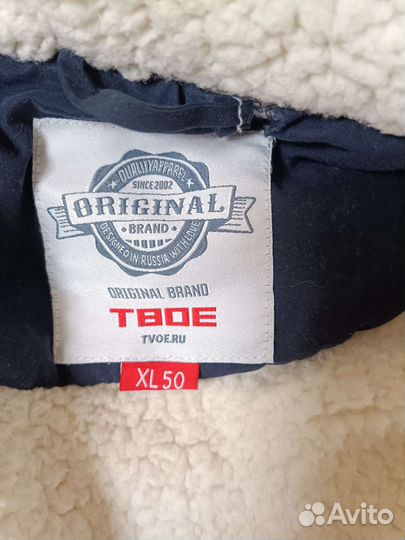 QUALITY APPAREL
SINCE 2002
ORIGINAL
BRAND
DESIGNED IN RUSSIA WITH LOVE
ORIGINAL BRAND
ТВОЕ
TVOE.RU
XL 50
Avito